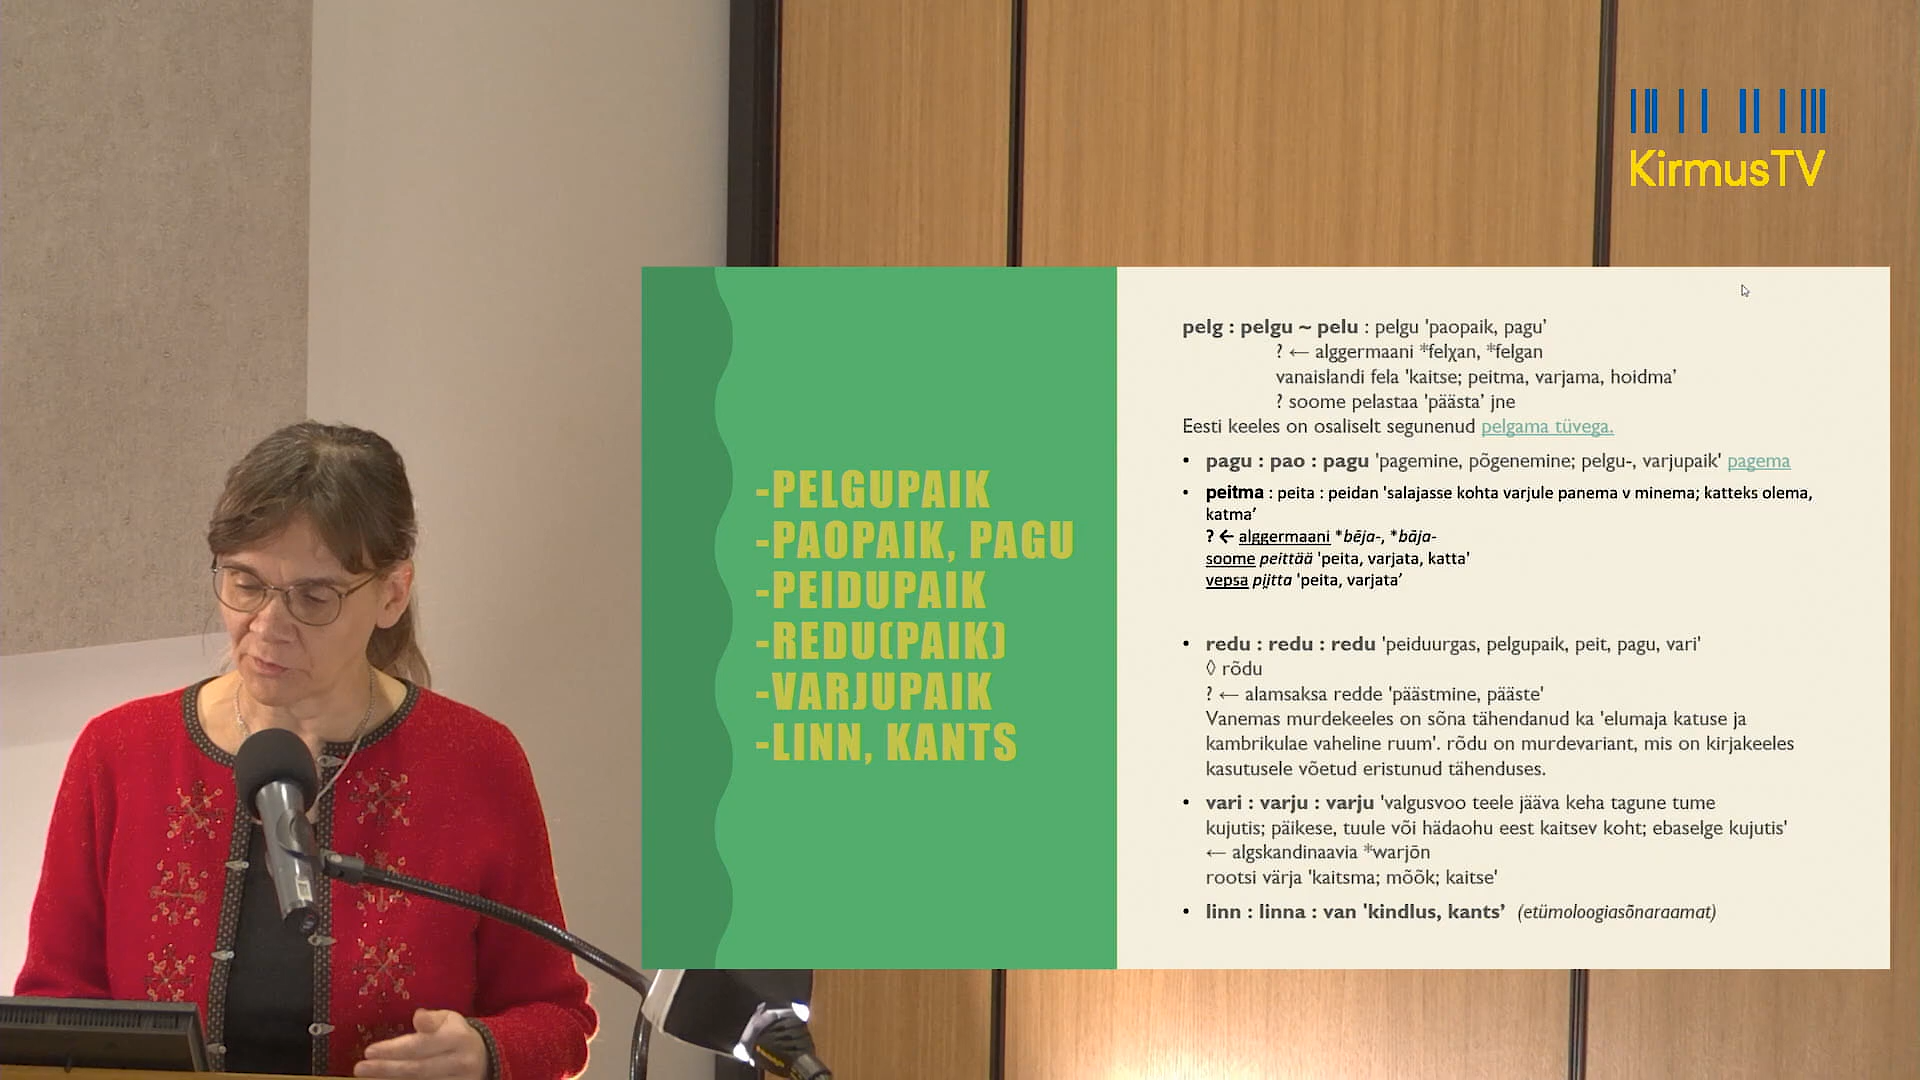 KirmusTV
-PELGUPAIK
-PAOPAIK, PAGU
-PEIDUPAIK
-REDU(PAIK)
-VARJUPAIK
-LINN, KANTS
pelg : pelgu ~ pelu : pelgu 'paopaik, pagu’
? ← alggermaani *felχan, *felgan
vanaislandi fela 'kaitse; peitma, varjama, hoidma’
? soome pelastaa 'päästa’ jne
Eesti keeles on osaliselt segunenud pelgama tüvega.
• pagu : pao : pagu 'pagemine, põgenemine; pelgu-, varjupaik' pagema
• peitma : peita : peidan 'salajasse kohta varjule panema v minema; katteks olema,
katma’
? ← alggermaani *bēja-, *bāja-
soome peittää 'peita, varjata, katta'
vepsa pi̮i̮tta 'peita, varjata’
• redu : redu : redu 'peiduurgas, pelgupaik, peit, pagu, vari'
◊ rõdu
? ← alamsaksa redde 'päästmine, pääste'
Vanemas murdekeeles on sõna tähendanud ka 'elumaja katuse ja
kambrikulae vaheline ruum'. rõdu on murdevariant, mis on kirjakeeles
kasutusele võetud eristunud tähenduses.
• vari : varju : varju 'valgusvoo teele jääva keha tagune tume
kujutis; päikese, tuule või hädaohu eest kaitsev koht; ebaselge kujutis'
← algskandinaavia *warjōn
rootsi värja 'kaitsma; mõõk; kaitse'
• linn : linna : van 'kindlus, kants’ (etümoloogiasõnaraamat)